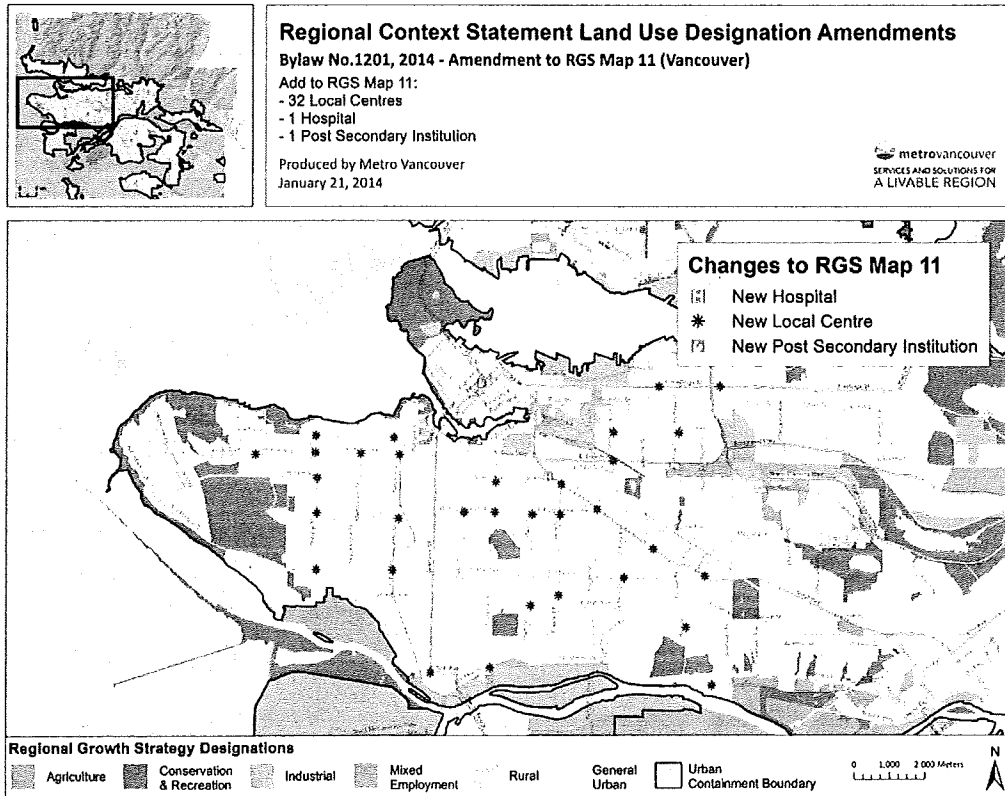 Regional Context Statement Land Use Designation Amendments
Bylaw No.1201, 2014 - Amendment to RGS Map 11 (Vancouver)
Add to RGS Map 11:
- 32 Local Centres
- 1 Hospital
- 1 Post Secondary Institution
Produced by Metro Vancouver
January 21, 2014
metrovancouver
SERVICES AND SOLUTIONS FOR
A LIVABLE REGION
Changes to RGS Map 11
H New Hospital
New Local Centre
New Post Secondary Institution
Regional Growth Strategy Designations
Agriculture
Conservation
& Recreation
Industrial
Mixed
Employment
Rural
General
Urban
Urban
Containment Boundary
0 1,000 2 000 Meters
N